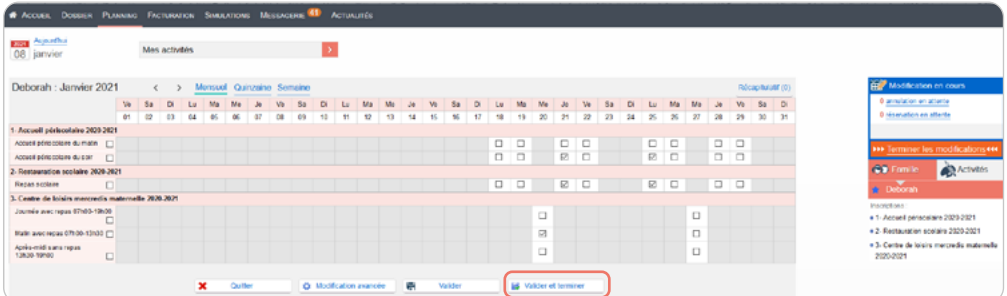 Accueil Dossier Planning Facturation Simulations Messagerie 45 Actualités
2021 Aujourd'hui
08 janvier
Mes activités
Deborah : Janvier 2021 < > Mensuel Quinzaine Semaine Récapitulatif (0)
Ve Sa Di Lu Ma Me Je Ve Sa Di Lu Ma Me Je Ve Sa Di Lu Ma Me Je Ve Sa Di Lu Ma Me Je Ve Sa Di
01 02 03 04 05 06 07 08 09 10 11 12 13 14 15 16 17 18 19 20 21 22 23 24 25 26 27 28 29 30 31
1- Accueil périscolaire 2020-2021
Accueil périscolaire du matin
Accueil périscolaire du soir
2- Restauration scolaire 2020-2021
Repas scolaire
3- Centre de loisirs mercredis maternelle 2020-2021
Journée avec repas 07h00-19h00
Matin avec repas 07h00-13h30
Après-midi sans repas
13h30-19h00
Quitter Modification avancée Valider Valider et terminer
Modification en cours
0 annulation en attente
0 réservation en attente
Terminer les modifications
Famille Activités
Deborah
Inscriptions :
1- Accueil périscolaire 2020-2021
2- Restauration scolaire 2020-2021
3- Centre de loisirs mercredis maternelle
2020-2021